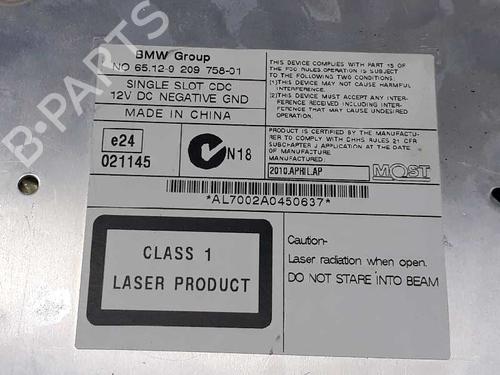 BMW Group
NO 65.12-9 209 758-01
SINGLE SLOT CDC
12V DC NEGATIVE GND
MADE IN CHINA
THIS DEVICE COMPLIES WITH PART 15 OF
THE FCC RULES.OPERATION IS SUBJECT TO
THE FOLLOWING TWO CONDITIONS:
(1)THIS DEVICE MAY NOT CAUSE HARMFUL
INTERFERENCE.
(2)THIS DEVICE MUST ACCEPT ANY INTER-
FERENCE RECEIVED INCLUDING INTER-
FERENCE THAT MAY CAUSE UNDESIRED
OPERATION.
e24
021145
N18
PRODUCT IS CERTIFIED BY THE MANUFACTU-
RER TO COMPLY WITH DHHS RULES 21 CFR
SUBCHAPTER J APPLICATION AT THE DATE
OF MANUFACTURE
MANUFACTURED:
2010.APRIL.AP
MOST
*AL7002A0450637*
CLASS 1
LASER PRODUCT
Caution-
Laser radiation when open.
DO NOT STARE INTO BEAM
B-PARTS